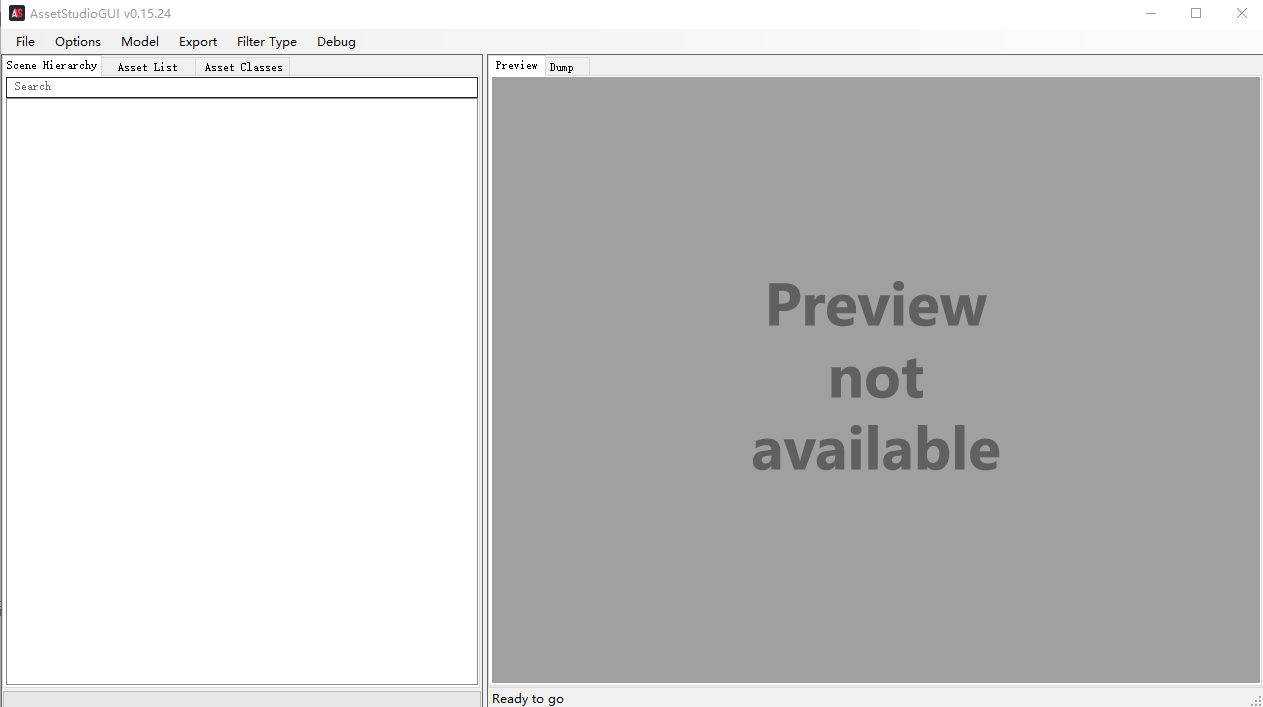 AS AssetStudioGUI v0.15.24
File Options Model Export Filter Type Debug
Scene Hierarchy Asset List Asset Classes
Search
Preview Dump
Preview
not
available
Ready to go